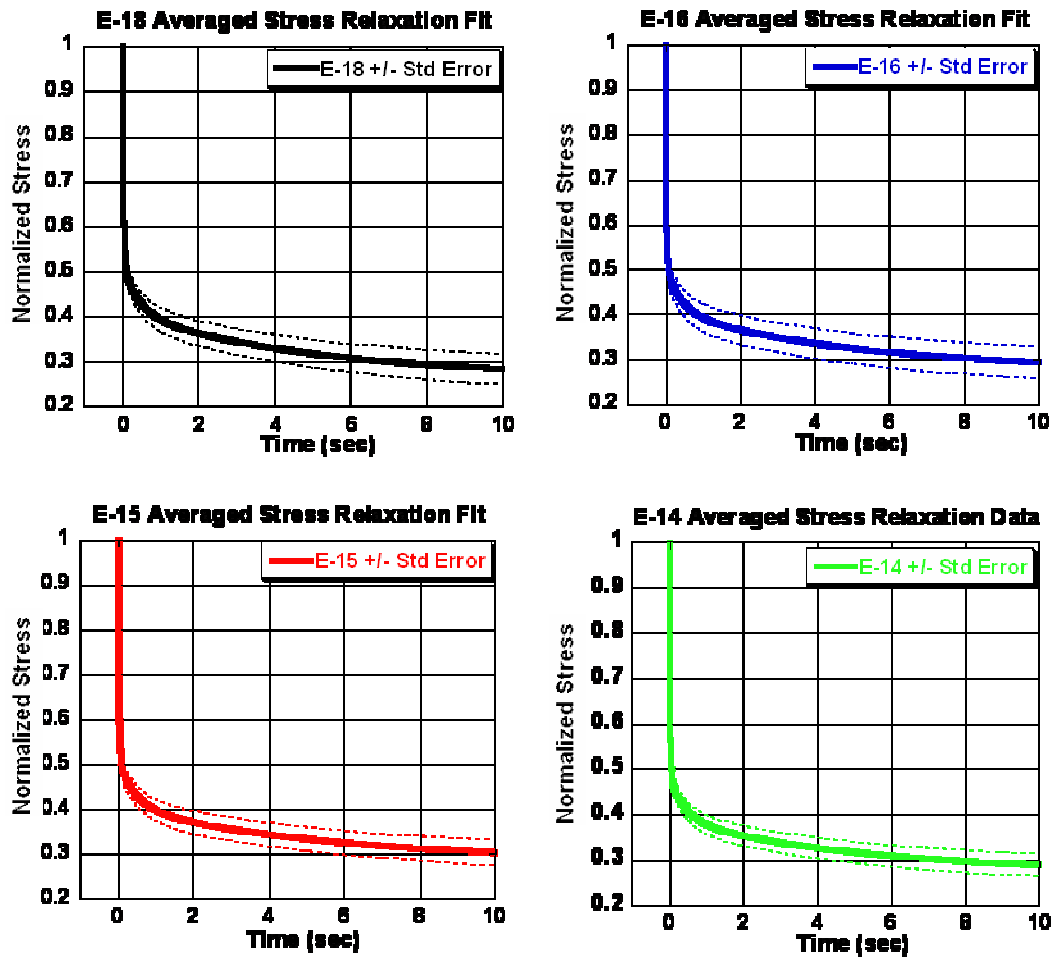 E-18 Averaged Stress Relaxation Fit
1
E-18 +/- Std Error
0.9
0.8
0.7
0.6
0.5
0.4
0.3
0.2
Normalized Stress
0 2 4 6 8 10
Time (sec)
E-16 Averaged Stress Relaxation Fit
1
E-16 +/- Std Error
0.9
0.8
0.7
0.6
0.5
0.4
0.3
0.2
Normalized Stress
0 2 4 6 8 10
Time (sec)
E-15 Averaged Stress Relaxation Fit
1
E-15 +/- Std Error
0.9
0.8
0.7
0.6
0.5
0.4
0.3
0.2
Normalized Stress
0 2 4 6 8 10
Time (sec)
E-14 Averaged Stress Relaxation Data
1
E-14 +/- Std Error
0.9
0.8
0.7
0.6
0.5
0.4
0.3
0.2
Normalized Stress
0 2 4 6 8 10
Time (sec)